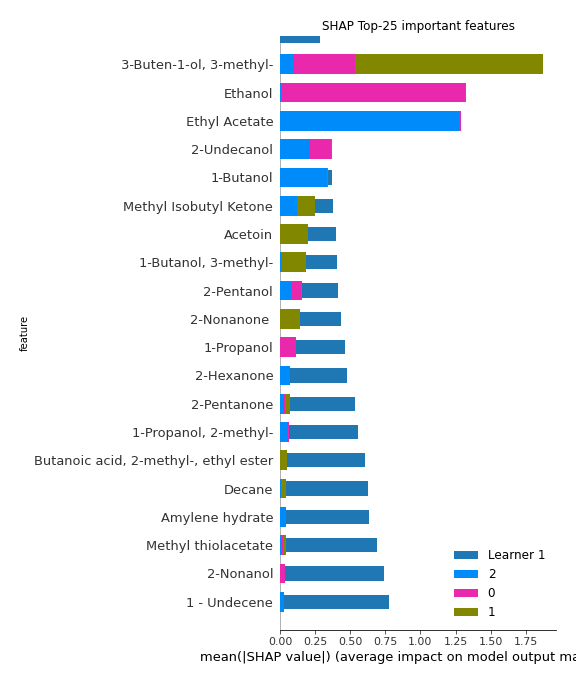 SHAP Top-25 important features
3-Buten-1-ol, 3-methyl-
Ethanol
Ethyl Acetate
2-Undecanol
1-Butanol
Methyl Isobutyl Ketone
Acetoin
1-Butanol, 3-methyl-
2-Pentanol
2-Nonanone
1-Propanol
2-Hexanone
2-Pentanone
1-Propanol, 2-methyl-
Butanoic acid, 2-methyl-, ethyl ester
Decane
Amylene hydrate
Methyl thiolacetate
2-Nonanol
1 - Undecene
feature
Learner 1
2
0
1
0.00 0.25 0.50 0.75 1.00 1.25 1.50 1.75
mean(|SHAP value|) (average impact on model output ma